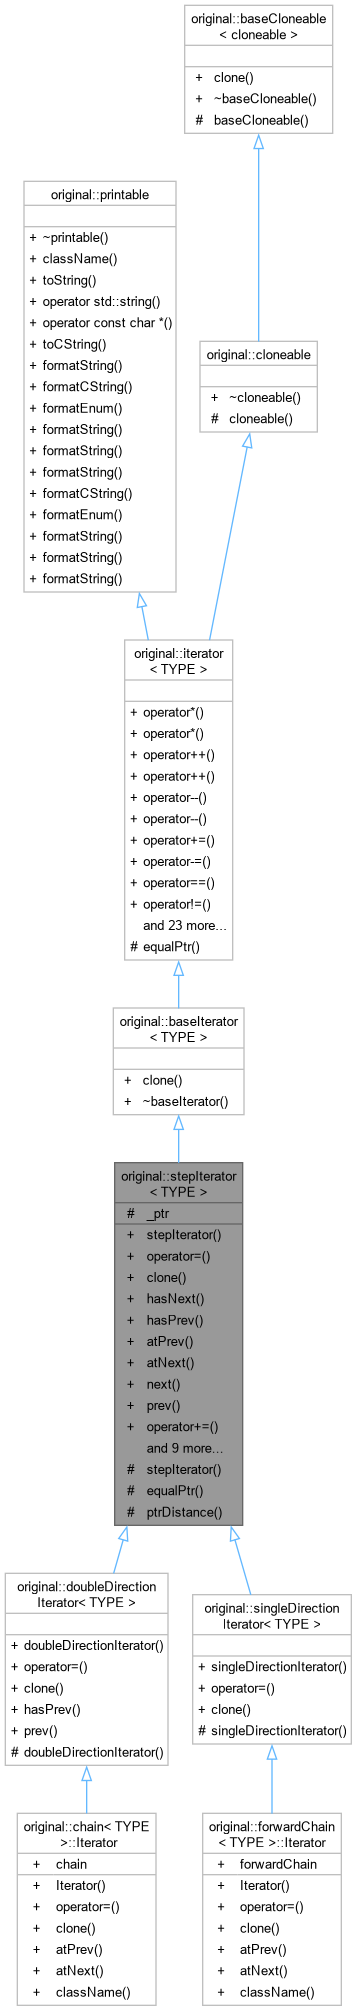 original::baseCloneable
< cloneable >
+ clone()
+ ~baseCloneable()
# baseCloneable()
original::printable
+ ~printable()
+ className()
+ toString()
+ operator std::string()
+ operator const char *()
+ toCString()
+ formatString()
+ formatCString()
+ formatEnum()
+ formatString()
+ formatString()
+ formatString()
+ formatCString()
+ formatEnum()
+ formatString()
+ formatString()
+ formatString()
original::cloneable
+ ~cloneable()
# cloneable()
original::iterator
< TYPE >
+ operator*()
+ operator*()
+ operator++()
+ operator++()
+ operator--()
+ operator--()
+ operator+=()
+ operator-=()
+ operator==()
+ operator!=()
and 23 more...
# equalPtr()
original::baseIterator
< TYPE >
+ clone()
+ ~baseIterator()
original::stepIterator
< TYPE >
# _ptr
+ stepIterator()
+ operator=()
+ clone()
+ hasNext()
+ hasPrev()
+ atPrev()
+ atNext()
+ next()
+ prev()
+ operator+=()
and 9 more...
# stepIterator()
# equalPtr()
# ptrDistance()
original::doubleDirection
Iterator< TYPE >
+ doubleDirectionIterator()
+ operator=()
+ clone()
+ hasPrev()
+ prev()
# doubleDirectionIterator()
original::singleDirection
Iterator< TYPE >
+ singleDirectionIterator()
+ operator=()
+ clone()
# singleDirectionIterator()
original::chain< TYPE
>::Iterator
+ chain
+ Iterator()
+ operator=()
+ clone()
+ atPrev()
+ atNext()
+ className()
original::forwardChain
< TYPE >::Iterator
+ forwardChain
+ Iterator()
+ operator=()
+ clone()
+ atPrev()
+ atNext()
+ className()